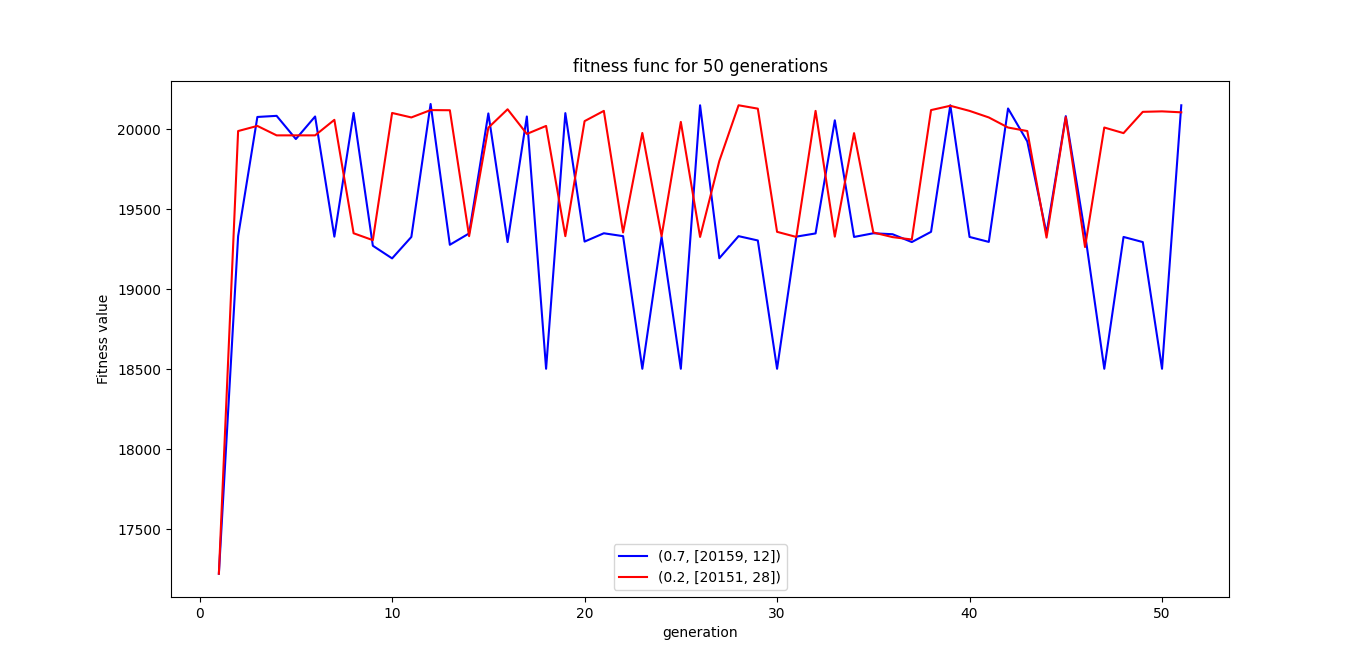 fitness func for 50 generations
Fitness value
20000
19500
19000
18500
18000
17500
(0.7, [20159, 12])
(0.2, [20151, 28])
0 10 20 30 40 50
generation